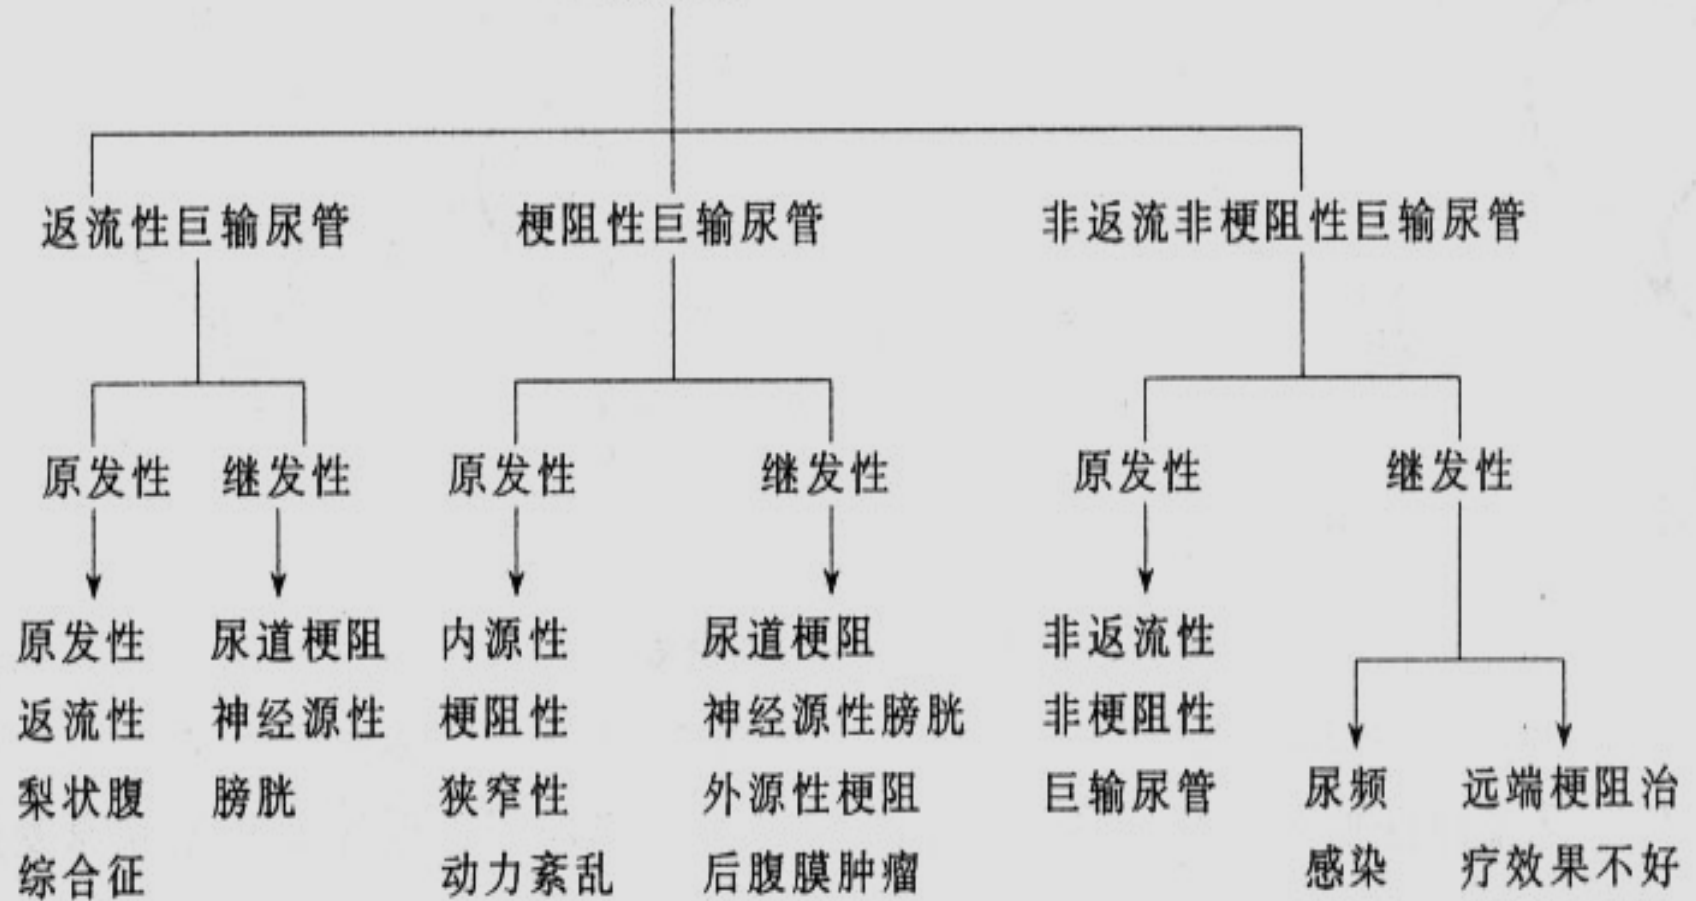 返流性巨输尿管 梗阻性巨输尿管 非返流非梗阻性巨输尿管
原发性 继发性 原发性 继发性 原发性 继发性
原发性 尿道梗阻 内源性 尿道梗阻 非返流性
返流性 神经源性 梗阻性 神经源性膀胱 非梗阻性
梨状腹 膀胱 狭窄性 外源性梗阻 巨输尿管 尿频 远端梗阻治
综合征 动力紊乱 后腹膜肿瘤 感染 疗效果不好